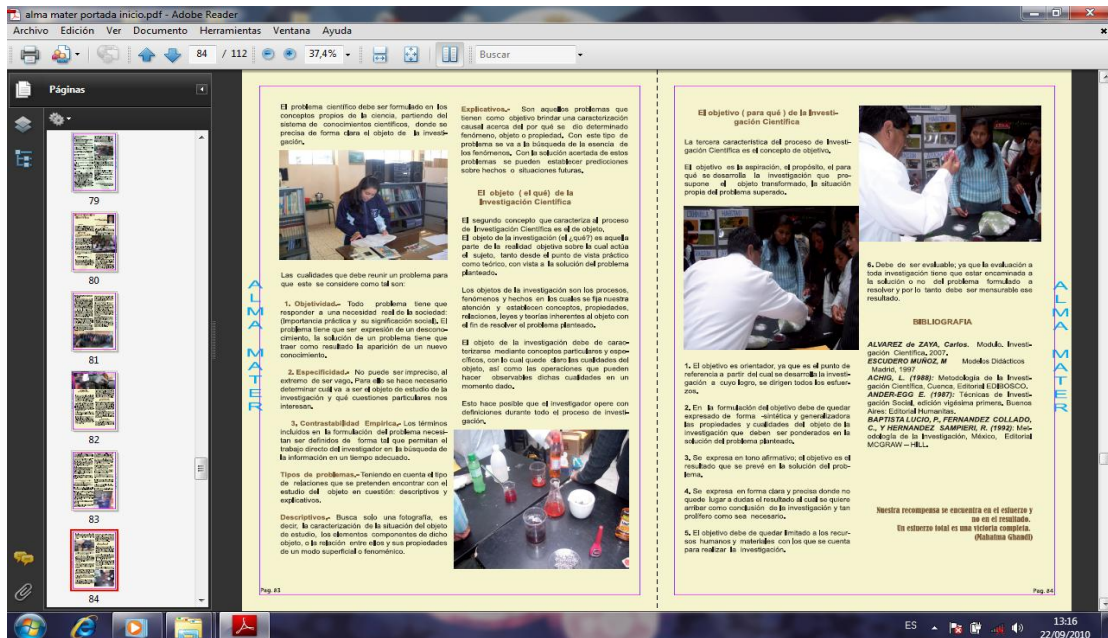 alma mater portada inicio.pdf - Adobe Reader
Archivo Edición Ver Documento Herramientas Ventana Ayuda
84 / 112 37,4% Buscar
Páginas
79
80
81
82
83
84
ALMA MATER
El problema científico debe ser formulado en los
conceptos propios de la ciencia, partiendo del
sistema de conocimientos científicos, donde se
precisa de forma clara el objeto de la investi-
gación.
Las cualidades que debe reunir un problema para
que este se considere como tal son:
1. Objetividad.- Todo problema tiene que
responder a una necesidad real de la sociedad:
(importancia práctica y su significación social). El
problema tiene que ser expresión de un descono-
cimiento, la solución de un problema tiene que
traer como resultado la aparición de un nuevo
conocimiento.
2. Especificidad.- No puede ser impreciso, al
extremo de ser vago. Para ello se hace necesario
determinar cuál va a ser el objeto de estudio de la
investigación y qué cuestiones particulares nos
interesan.
3. Contrastabilidad Empírica.- Los términos
incluidos en la formulación del problema necesi-
tan ser definidos de forma tal que permitan el
trabajo directo del investigador en la búsqueda de
la información en un tiempo adecuado.
Tipos de problemas.- Teniendo en cuenta el tipo
de relaciones que se pretenden encontrar con el
estudio del objeto en cuestión: descriptivos y
explicativos.
Descriptivos.- Busca solo una fotografía, es
decir, la caracterización de la situación del objeto
de estudio, los elementos componentes de dicho
objeto, o la relación entre ellos y sus propiedades
de un modo superficial o fenoménico.
Pag. 83
Explicativos.- Son aquellos problemas que
tienen como objetivo brindar una caracterización
causal acerca del por qué se dio determinado
fenómeno, objeto o propiedad. Con este tipo de
problema se va a la búsqueda de la esencia de
los fenómenos. Con la solución acertada de estos
problemas se pueden establecer predicciones
sobre hechos o situaciones futuras.
El objeto ( el qué) de la
Investigación Científica
El segundo concepto que caracteriza al proceso
de Investigación Científica es el de objeto.
El objeto de la investigación (el ¿qué?) es aquella
parte de la realidad objetiva sobre la cual actúa
el sujeto, tanto desde el punto de vista práctico
como teórico, con vista a la solución del problema
planteado.
Los objetos de la investigación son los procesos,
fenómenos y hechos en los cuales se fija nuestra
atención y establecen conceptos, propiedades,
relaciones, leyes y teorías inherentes al objeto con
el fin de resolver el problema planteado.
El objeto de la investigación debe de carac-
terizarse mediante conceptos particulares y espe-
cíficos, con la cual quede claro las cualidades del
objeto, así como las operaciones que pueden
hacer observables dichas cualidades en un
momento dado.
Esto hace posible que el investigador opere con
definiciones durante todo el proceso de investi-
gación.
El objetivo ( para qué ) de la Investi-
gación Científica
La tercera característica del proceso de Investi-
gación Científica es el concepto de objetivo.
El objetivo es la aspiración, el propósito, el para
qué se desarrolla la investigación que pre-
supone el objeto transformado, la situación
propia del problema superado.
1. El objetivo es orientador, ya que es el punto de
referencia a partir del cual se desarrolla la investi-
gación a cuyo logro, se dirigen todos los esfuer-
zos.
2. En la formulación del objetivo debe de quedar
expresado de forma -sintética y generalizadora
las propiedades y cualidades del objeto de la
investigación que deben ser ponderados en la
solución del problema planteado.
3. Se expresa en tono afirmativo; el objetivo es el
resultado que se prevé en la solución del prob-
lema.
4. Se expresa en forma clara y precisa donde no
quede lugar a dudas el resultado al cual se quiere
arribar como conclusión de la investigación y tan
prolífero como sea necesario.
5. El objetivo debe de quedar limitado a los recur-
sos humanos y materiales con los que se cuenta
para realizar la investigación.
6. Debe de ser evaluable; ya que la evaluación a
toda investigación tiene que estar encaminado a
la solución o no del problema formulado a
resolver y por lo tanto debe ser mensurable ese
resultado.
BIBLIOGRAFIA
ALVAREZ de ZAYA, Carlos. Modulo. Investi-
gación Científica, 2007.
ESCUDERO MUÑOZ, M Modelos Didácticos
Madrid, 1997
ACHIG, L. (1988): Metodología de la Investi-
gación Científica, Cuenca, Editorial EDIBOSCO.
ANDER-EGG E. (1987): Técnicas de Investi-
gación Social, edición vigésima primera, Buenos
Aires: Editorial Humanitas.
BAPTISTA LUCIO, P., FERNANDEZ COLLADO,
C., Y HERNANDEZ SAMPIERI, R. (1992): Met-
odología de la Investigación, México, Editorial
MCGRAW – HILL.
Nuestra recompensa se encuentra en el esfuerzo y
no en el resultado.
Un esfuerzo total es una victoria completa.
(Mahatma Ghandi)
Pag. 84
ALMA MATER
ES
13:16
22/09/2010